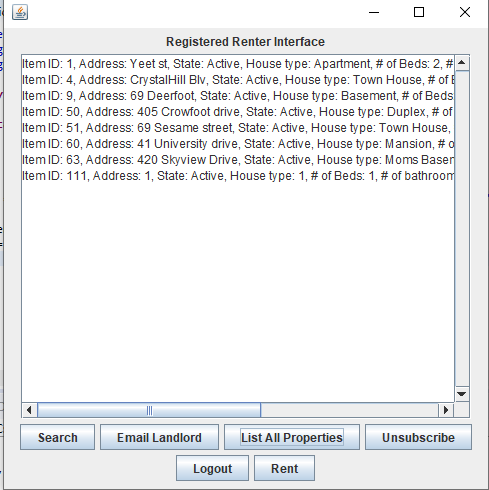 Registered Renter Interface
Item ID: 1, Address: Yeet st, State: Active, House type: Apartment, # of Beds: 2, #
Item ID: 4, Address: CrystalHill Blv, State: Active, House type: Town House, # of
Item ID: 9, Address: 69 Deerfoot, State: Active, House type: Basement, # of Beds
Item ID: 50, Address: 405 Crowfoot drive, State: Active, House type: Duplex, # of
Item ID: 51, Address: 69 Sesame street, State: Active, House type: Town House,
Item ID: 60, Address: 41 University drive, State: Active, House type: Mansion, #
Item ID: 63, Address: 420 Skyview Drive, State: Active, House type: Moms
Item ID: 111, Address: 1, State: Active, House type: 1, # of Beds: 1, # of
Search Email Landlord List All Properties Unsubscribe
Logout Rent